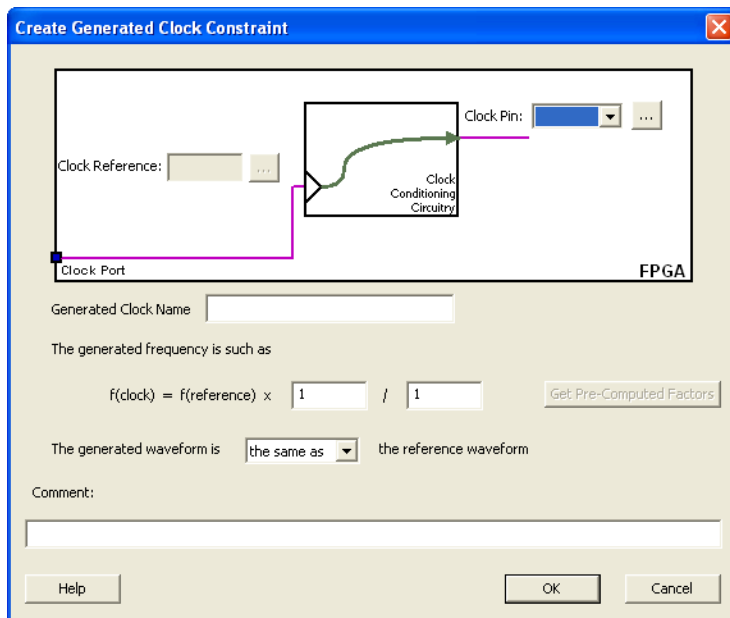 Create Generated Clock Constraint
Clock Pin:
...
Clock Reference:
...
Clock
Conditioning
Circuitry
Clock Port
FPGA
Generated Clock Name
The generated frequency is such as
f(clock) = f(reference) x 1 / 1 Get Pre-Computed Factors
The generated waveform is the same as the reference waveform
Comment:
Help OK Cancel